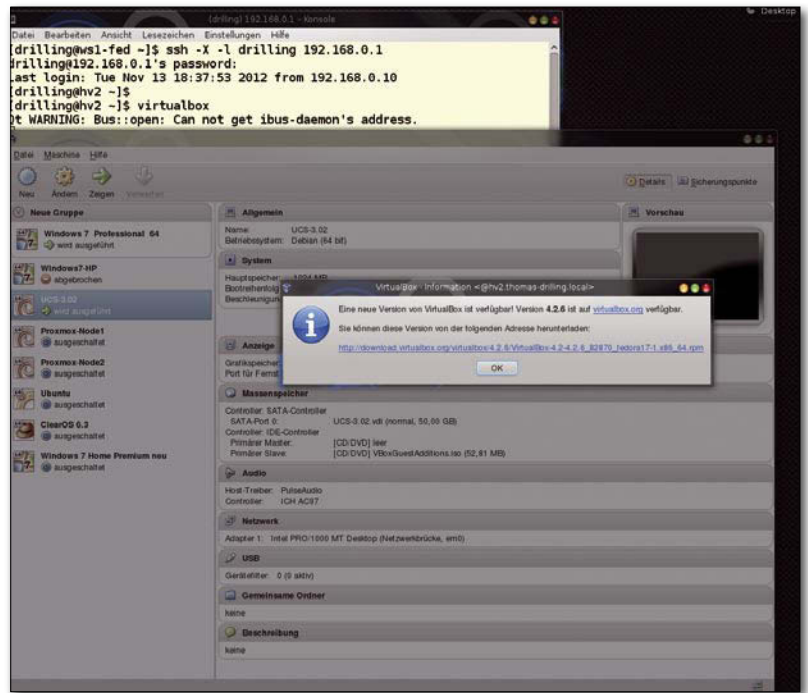 Desktop
(drilling) 192.168.0.1 - Konsole
Datei Bearbeiten Ansicht Lesezeichen Einstellungen Hilfe
[drilling@ws1-fed ~]$ ssh -X -l drilling 192.168.0.1
drilling@192.168.0.1's password:
Last login: Tue Nov 13 18:37:53 2012 from 192.168.0.10
[drilling@hv2 ~]$
[drilling@hv2 ~]$ virtualbox
Qt WARNING: Bus::open: Can not get ibus-daemon's address.
Datei Maschine Hilfe
Neu Ändern Zeigen Verwerfen
Details Sicherungspunkte
Neue Gruppe
Windows 7 Professional 64
wird ausgeführt
Windows7-HP
abgebrochen
UCS-3.02
wird ausgeführt
Proxmox-Node1
ausgeschaltet
Proxmox-Node2
ausgeschaltet
Ubuntu
ausgeschaltet
ClearOS 6.3
ausgeschaltet
Windows 7 Home Premium neu
ausgeschaltet
Allgemein
Name: UCS-3.02
Betriebssystem: Debian (64 bit)
System
Hauptspeicher: 1024 MB
Bootreihenfolg
Beschleunigun
Anzeige
Grafikspeicher
Port für Fernst
Massenspeicher
Controller: SATA-Controller
SATA-Port 0: UCS-3.02.vdi (normal, 50,00 GB)
Controller: IDE-Controller
Primärer Master: [CD/DVD] leer
Primärer Slave: [CD/DVD] VBoxGuestAdditions.iso (52,81 MB)
Audio
Host-Treiber: PulseAudio
Controller: ICH AC97
Netzwerk
Adapter 1: Intel PRO/1000 MT Desktop (Netzwerkbrücke, em0)
USB
Gerätefilter: 0 (0 aktiv)
Gemeinsame Ordner
keine
Beschreibung
keine
Vorschau
VirtualBox - Information <@hv2.thomas-drilling.local>
Eine neue Version von VirtualBox ist verfügbar! Version 4.2.6 ist auf virtualbox.org verfügbar.
Sie können diese Version von der folgenden Adresse herunterladen:
http://download.virtualbox.org/virtualbox/4.2.6/VirtualBox-4.2-4.2.6_82870_fedora17-1.x86_64.rpm
OK